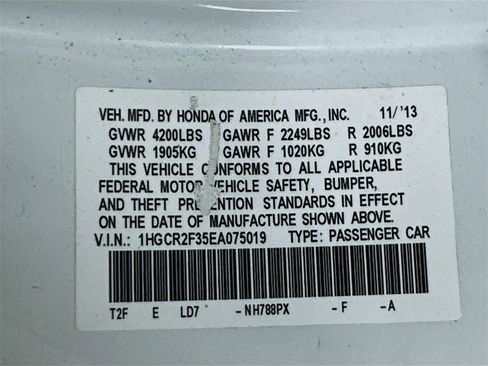 VEH. MFD. BY HONDA OF AMERICA MFG., INC. 11/'13
GVWR 4200LBS GAWR F 2249LBS R 2006LBS
GVWR 1905KG GAWR F 1020KG R 910KG
THIS VEHICLE CONFORMS TO ALL APPLICABLE
FEDERAL MOTOR VEHICLE SAFETY, BUMPER,
AND THEFT PREVENTION STANDARDS IN EFFECT
ON THE DATE OF MANUFACTURE SHOWN ABOVE.
V.I.N.: 1HGCR2F35EA075019 TYPE: PASSENGER CAR
T2F E LD7 -NH788PX -F -A